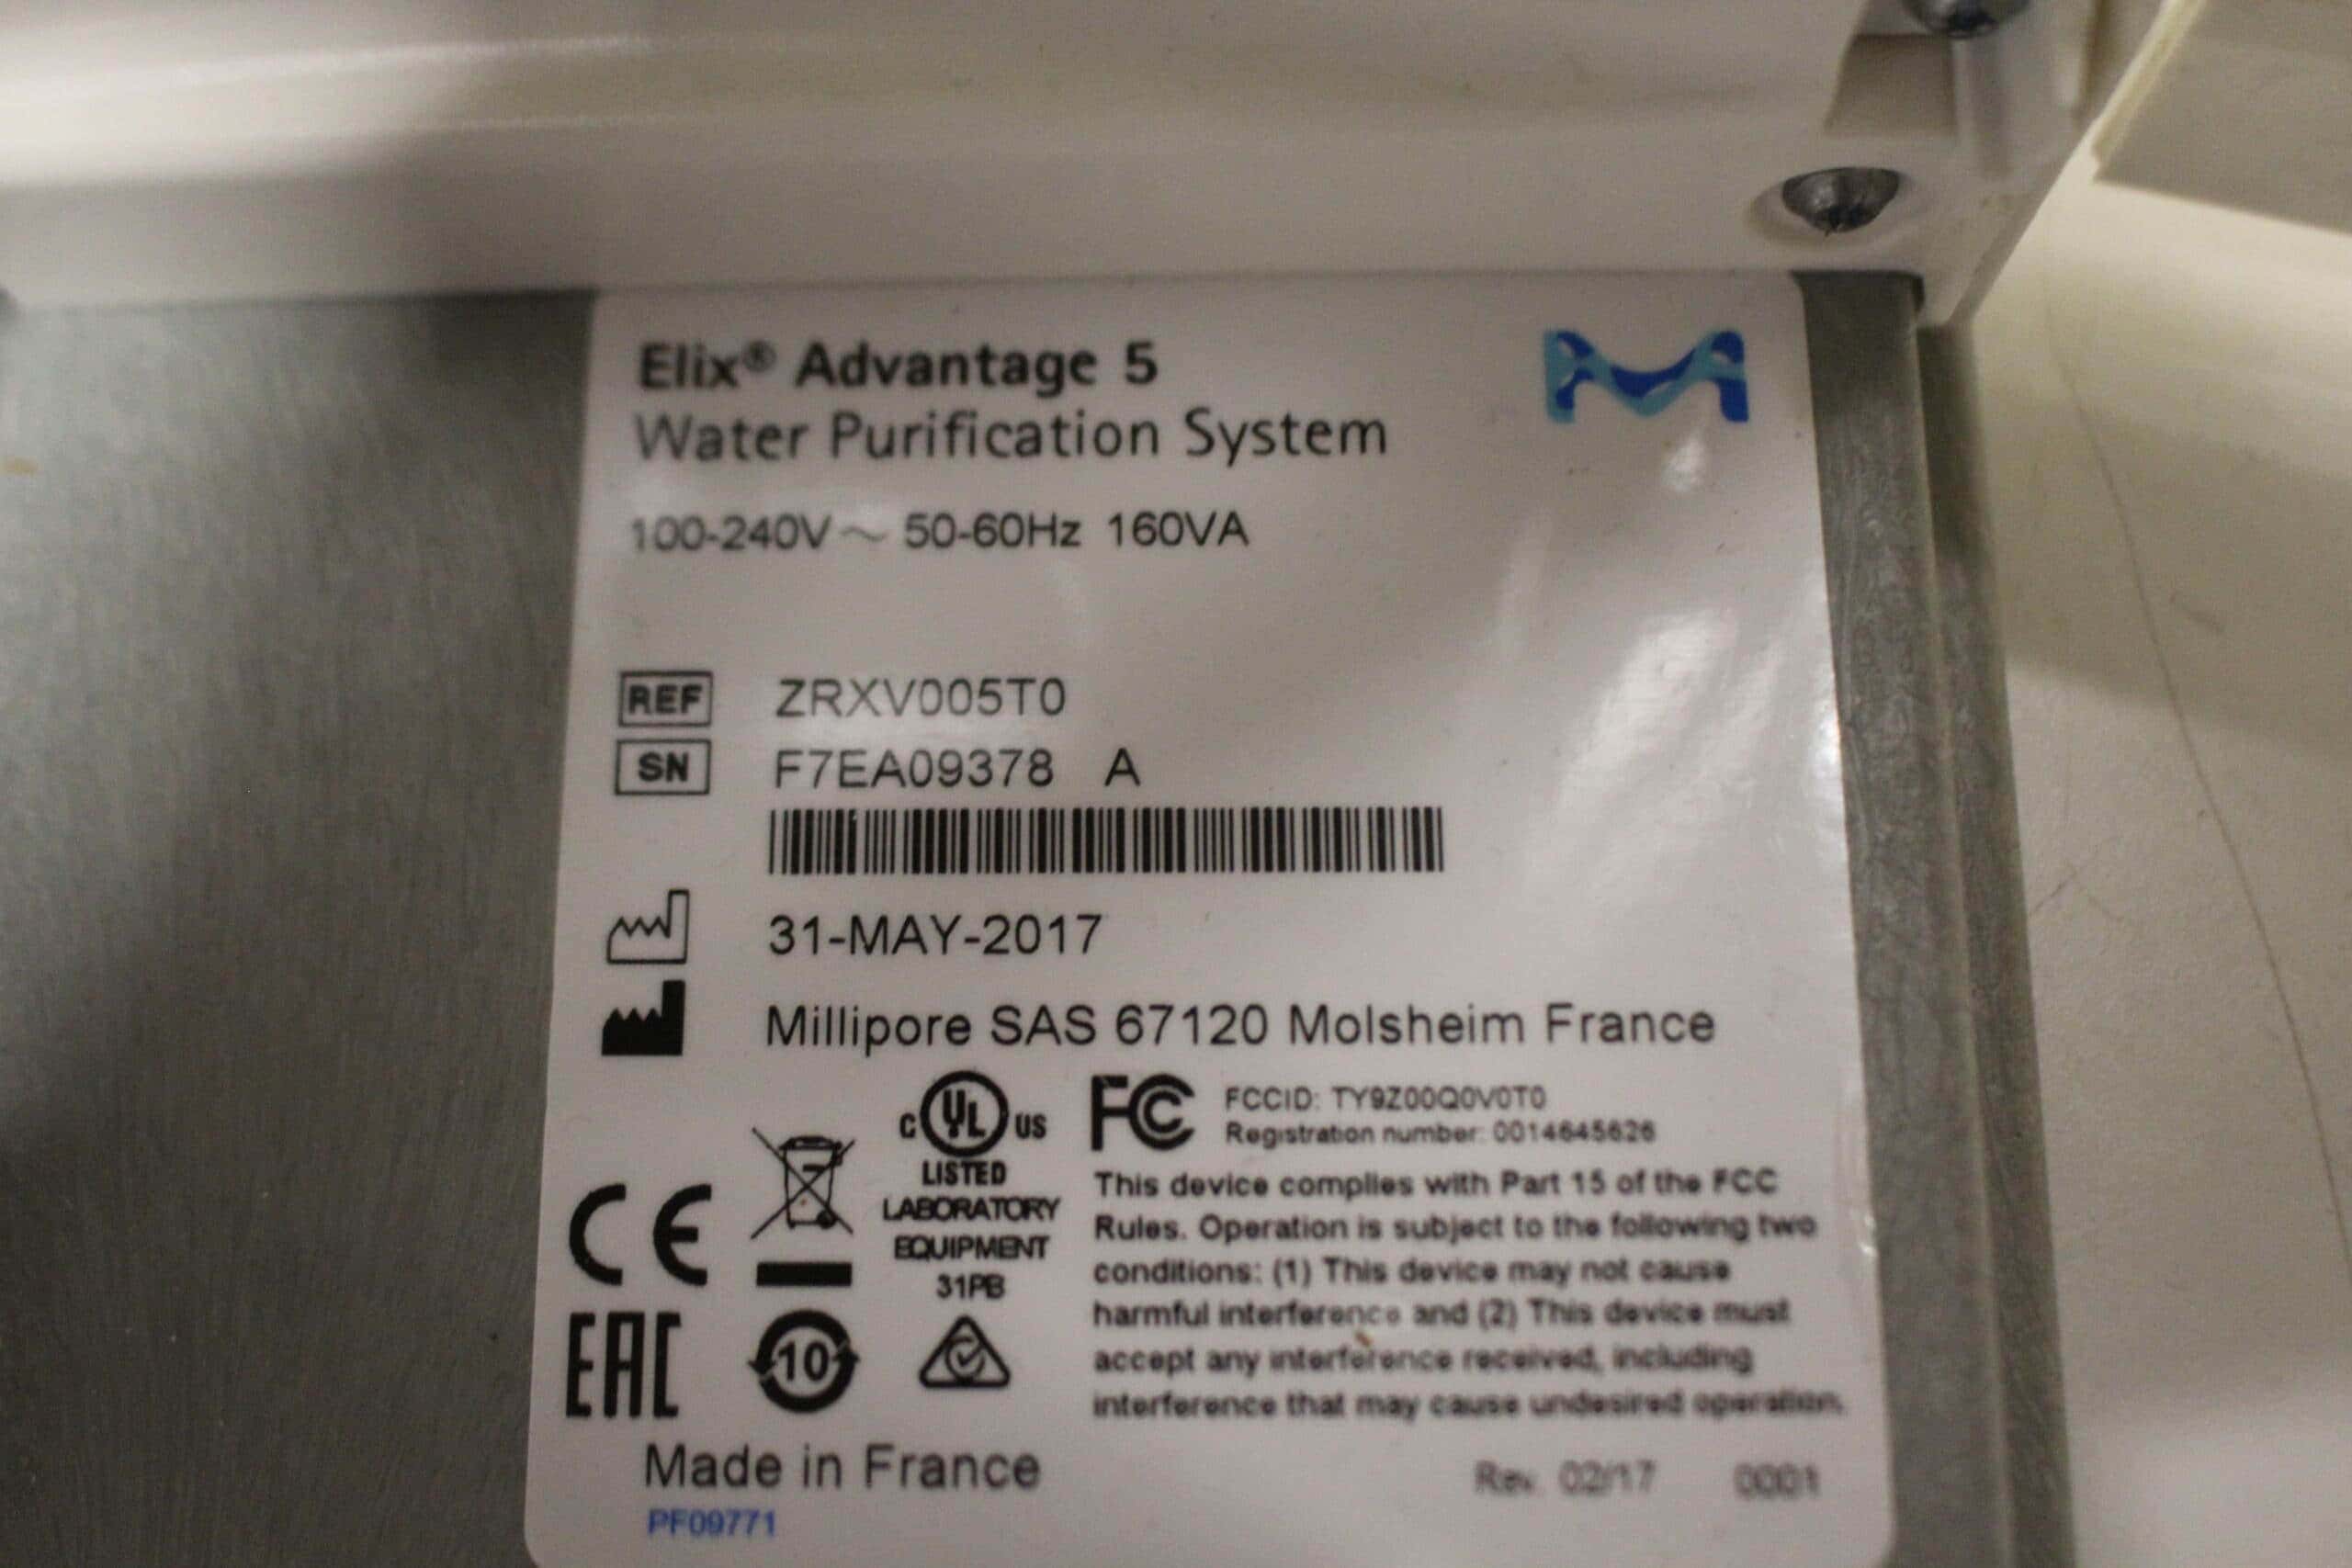 Elix® Advantage 5
Water Purification System
100-240V ~ 50-60Hz 160VA
REF ZRXV005T0
SN F7EA09378 A
31-MAY-2017
Millipore SAS 67120 Molsheim France
c UL US
LISTED
LABORATORY
EQUIPMENT
31PB
FC FCCID: TY9Z00Q0V0T0
Registration number: 0014645626
This device complies with Part 15 of the FCC
Rules. Operation is subject to the following two
conditions: (1) This device may not cause
harmful interference and (2) This device must
accept any interference received, including
interference that may cause undesired operation.
CE
EAC
10
Made in France
Rev. 02/17 0001
PF09771